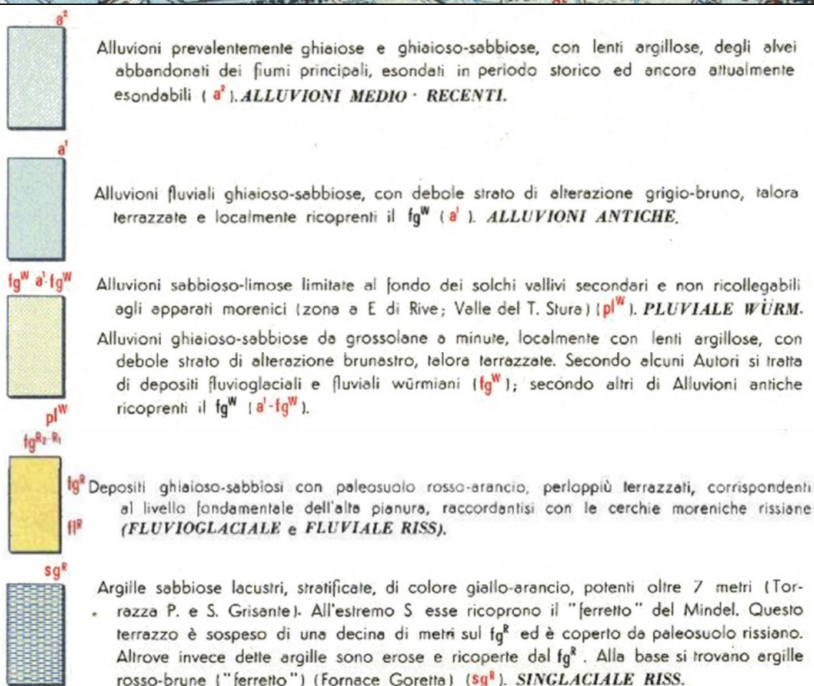 a²
Alluvioni prevalentemente ghiaiose e ghiaioso-sabbiose, con lenti argillose, degli alvei
abbandonati dei fiumi principali, esondati in periodo storico ed ancora attualmente
esondabili ( a² ). ALLUVIONI MEDIO - RECENTI.
a¹
Alluvioni fluviali ghiaioso-sabbiose, con debole strato di alterazione grigio-bruno, talora
terrazzate e localmente ricoprenti il fgᵂ ( a¹ ). ALLUVIONI ANTICHE.
fgᵂ a¹-fgᵂ
Alluvioni sabbioso-limose limitate al fondo dei solchi vallivi secondari e non ricollegabili
agli apparati morenici (zona a E di Rive; Valle del T. Stura) (plᵂ ). PLUVIALE WÜRM.
Alluvioni ghiaioso-sabbiose da grossolane a minute, localmente con lenti argillose, con
debole strato di alterazione brunastro, talora terrazzate. Secondo alcuni Autori si tratta
di depositi fluvioglaciali e fluviali würmiani (fgᵂ ); secondo altri di Alluvioni antiche
ricoprenti il fgᵂ ( a¹-fgᵂ ).
plᵂ
fgᴿ²⁻ᴿ¹
fgᴿ
Depositi ghiaioso-sabbiosi con paleosuolo rosso-arancio, perloppiù terrazzati, corrispondenti
al livello fondamentale dell'alta pianura, raccordantisi con le cerchie moreniche rissiane
(FLUVIOGLACIALE e FLUVIALE RISS).
flᴿ
sgᴿ
Argille sabbiose lacustri, stratificate, di colore giallo-arancio, potenti oltre 7 metri (Tor-
razza P. e S. Grisante). All'estremo S esse ricoprono il "ferretto" del Mindel. Questo
terrazzo è sospeso di una decina di metri sul fgᴿ ed è coperto da paleosuolo rissiano.
Altrove invece dette argille sono erose e ricoperte dal fgᴿ . Alla base si trovano argille
rosso-brune ("ferretto") (Fornace Goretta) (sgᴿ). SINGLACIALE RISS.